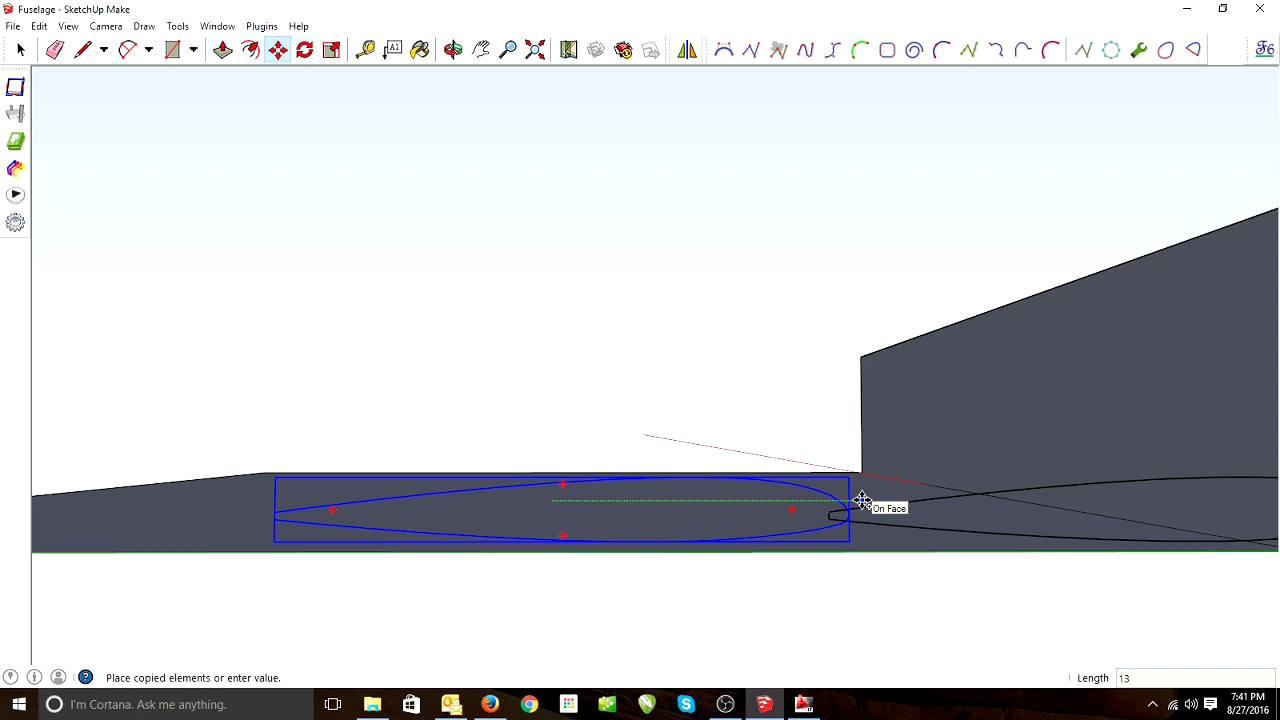 Fuselage - SketchUp Make
File Edit View Camera Draw Tools Window Plugins Help
A1
On Face
Place copied elements or enter value.
Length 13
I'm Cortana. Ask me anything.
7:41 PM
8/27/2016